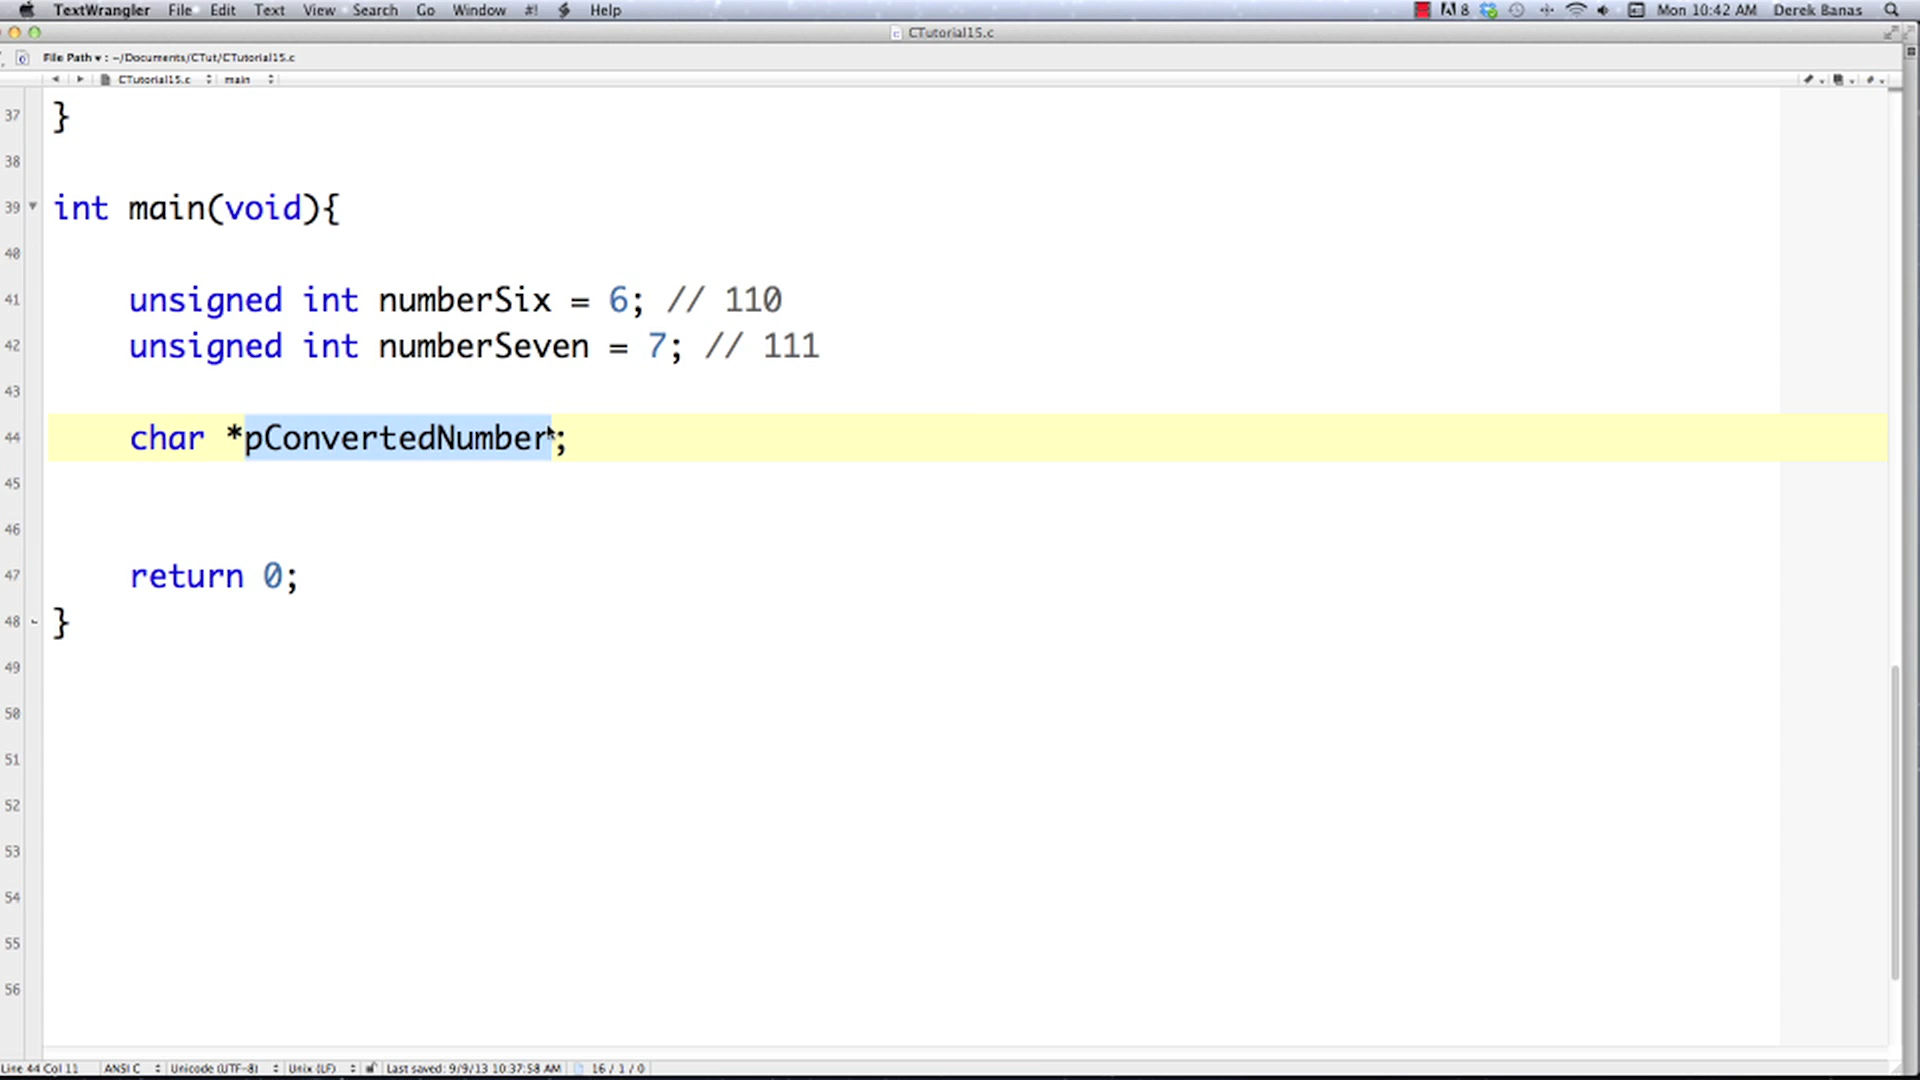 TextWrangler File Edit Text View Search Go Window #! Help 8 Mon 10:42 AM Derek Banas
CTutorial15.c
File Path ▾ : ~/Documents/CTut/CTutorial15.c
CTutorial15.c main
37 }
38
39 int main(void){
40
41 unsigned int numberSix = 6; // 110
42 unsigned int numberSeven = 7; // 111
43
44 char *pConvertedNumber;
45
46
47 return 0;
48 }
49
50
51
52
53
54
55
56
Line 44 Col 11 ANSI C Unicode (UTF-8) Unix (LF) Last saved: 9/9/13 10:37:58 AM 16 / 1 / 0